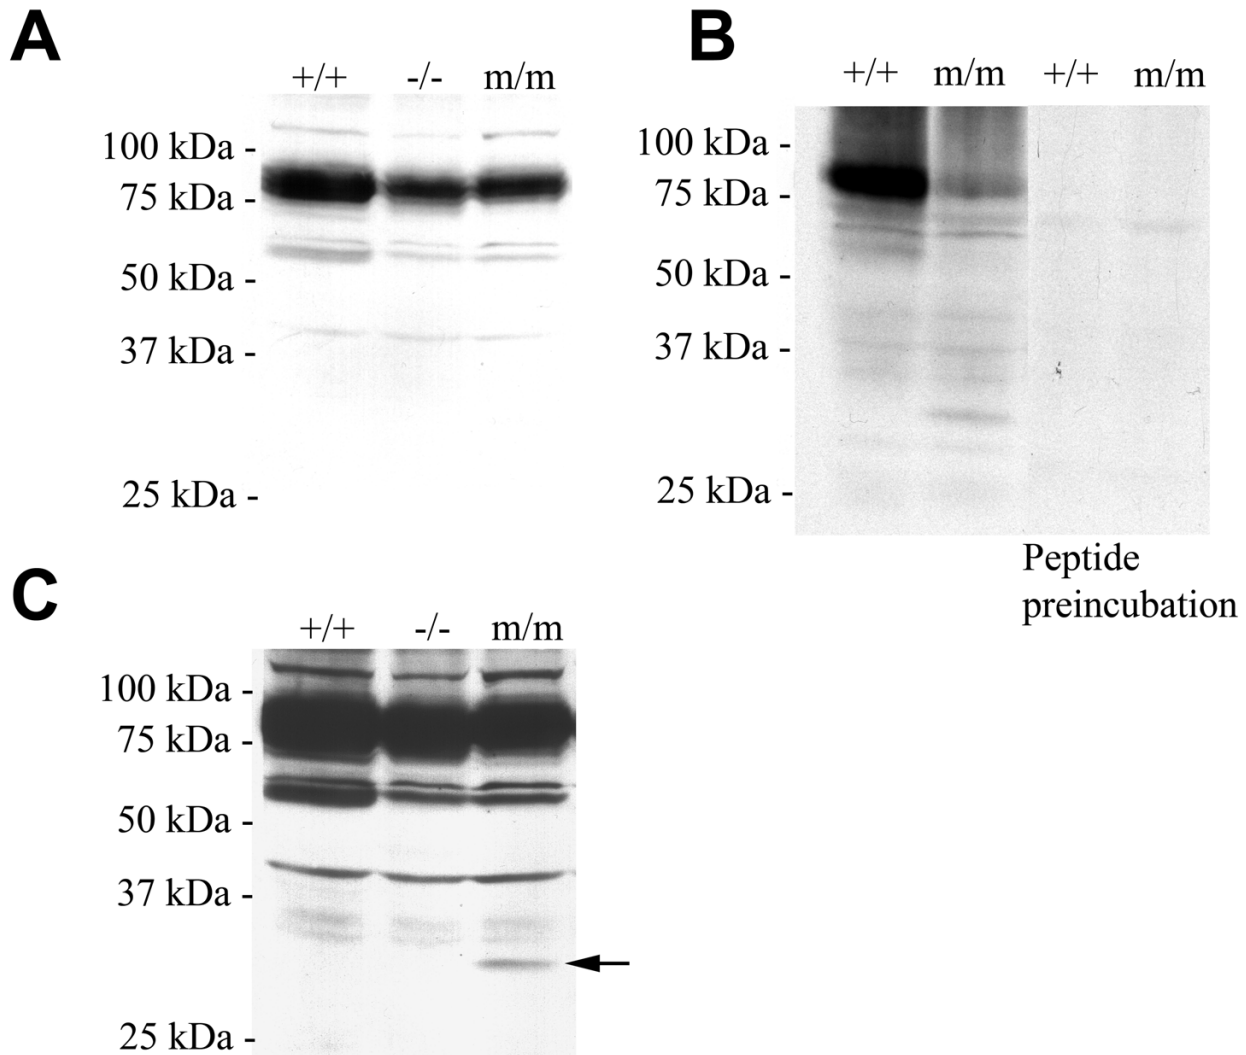 A
+/+ -/- m/m
100 kDa -
75 kDa -
50 kDa -
37 kDa -
25 kDa -
B
+/+ m/m +/+ m/m
100 kDa -
75 kDa -
50 kDa -
37 kDa -
25 kDa -
Peptide
preincubation
C
+/+ -/- m/m
100 kDa -
75 kDa -
50 kDa -
37 kDa -
25 kDa -